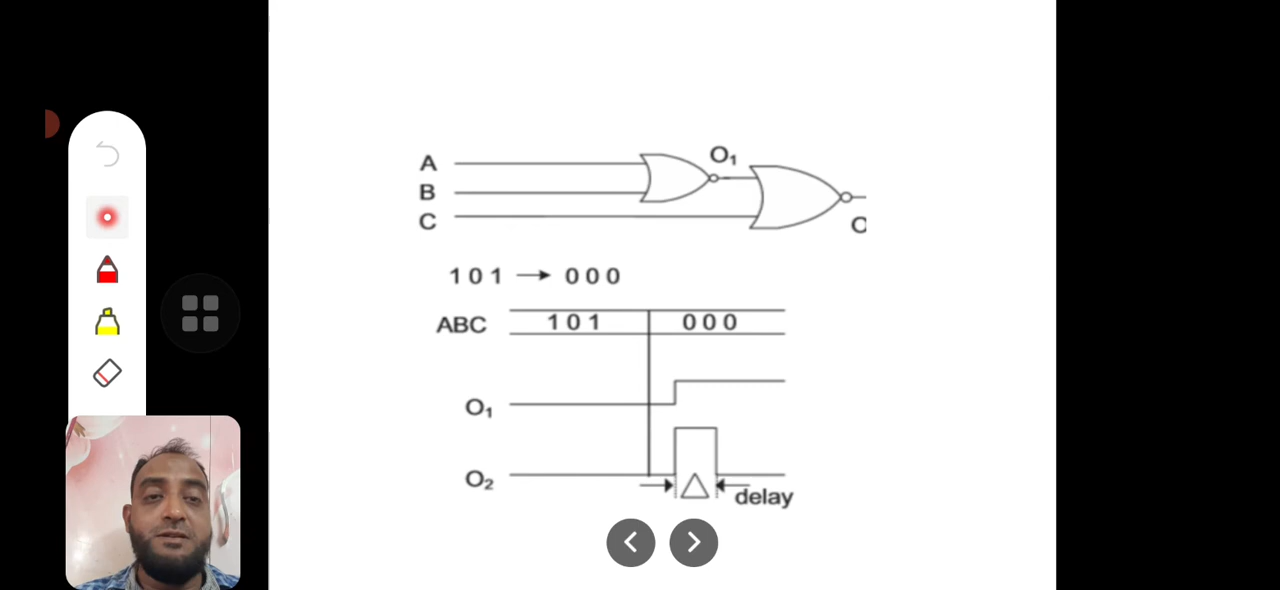 O₁
A
B
C
C
1 0 1 → 0 0 0
ABC 1 0 1 0 0 0
O₁
O₂
delay